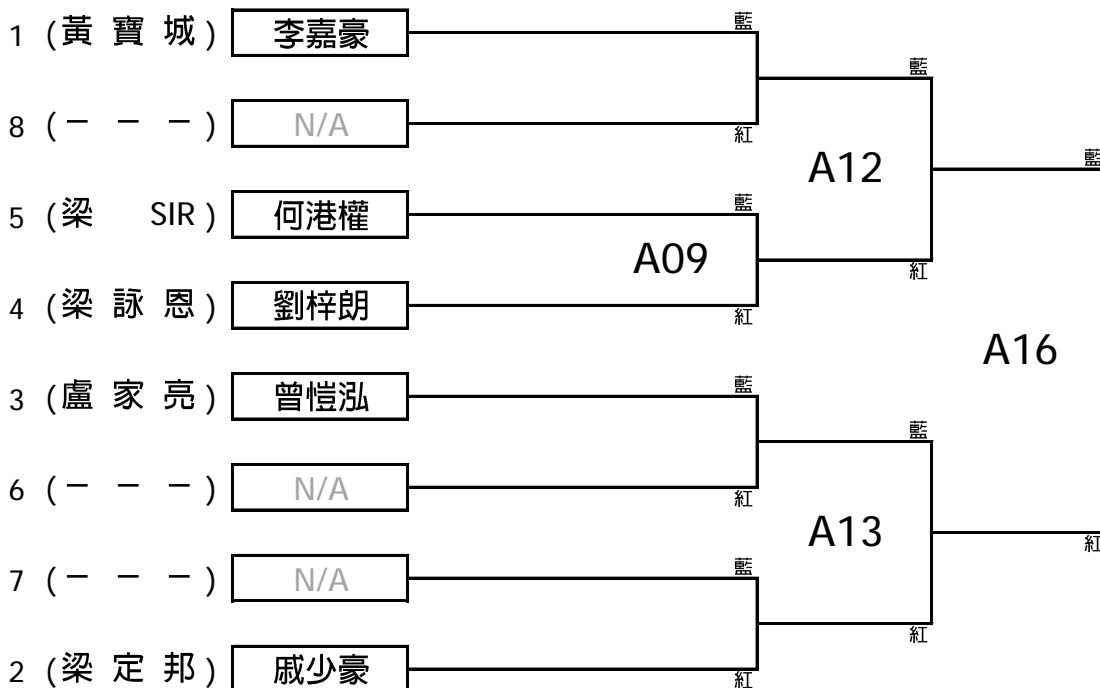 藍
1 (黃 寶 城) 李嘉豪
藍
8 (－ － －) N/A
紅
A12
藍
藍
5 (梁 SIR) 何港權
A09
紅
4 (梁 詠 恩) 劉梓朗
紅
A16
藍
3 (盧 家 亮) 曾愷泓
藍
6 (－ － －) N/A
紅
A13
紅
藍
7 (－ － －) N/A
紅
2 (梁 定 邦) 戚少豪
紅